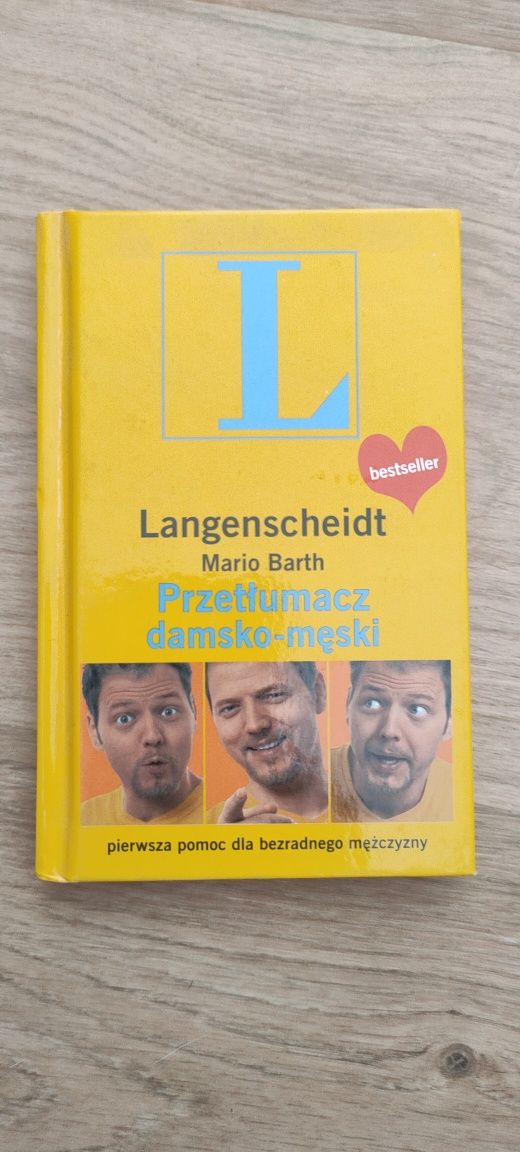 L
bestseller
Langenscheidt
Mario Barth
Przetłumacz
damsko-męski
pierwsza pomoc dla bezradnego mężczyzny